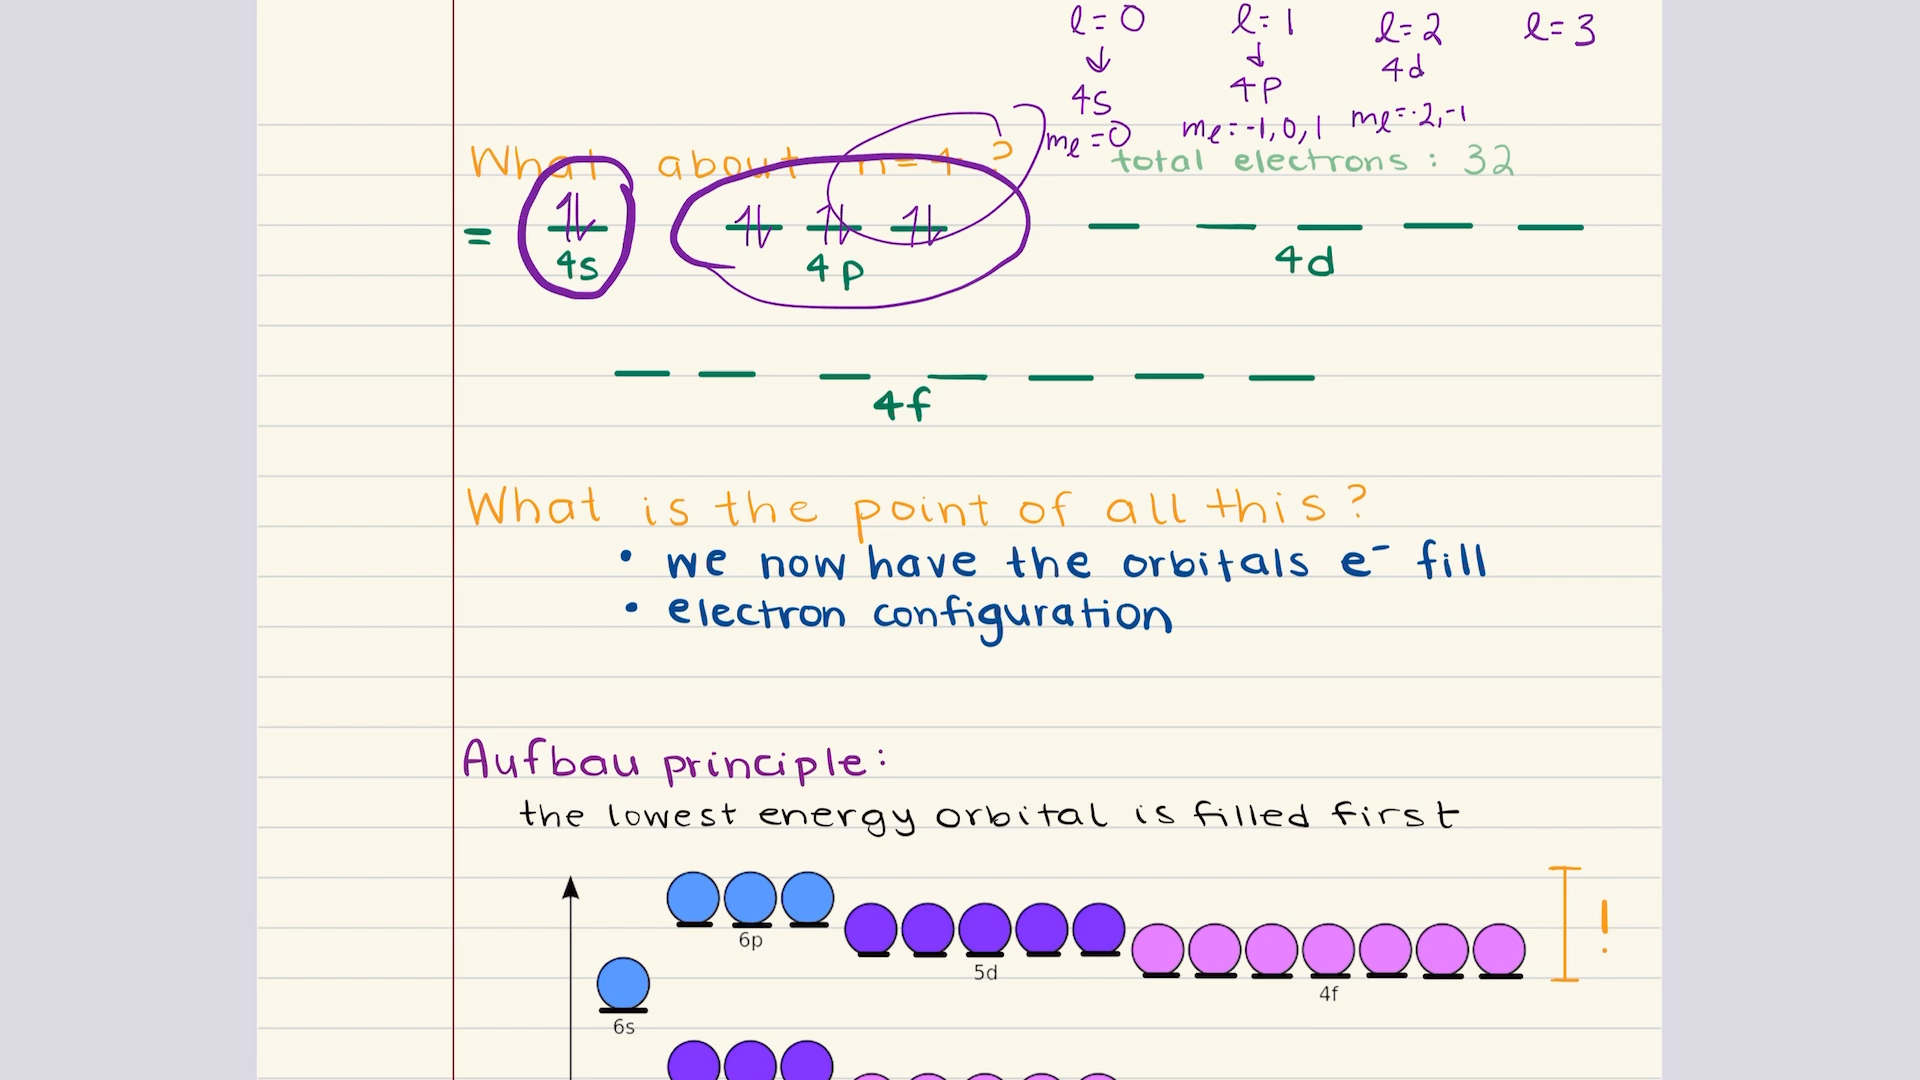 l=0 l=1 l=2 l=3
↓
4s 4p 4d
ml=0 ml=-1,0,1 ml=-2,-1
What about n=4? total electrons: 32
=
4s 4p 4d
4f
What is the point of all this?
• we now have the orbitals e⁻ fill
• electron configuration
Aufbau principle:
the lowest energy orbital is filled first
6p
5d
4f
!
6s